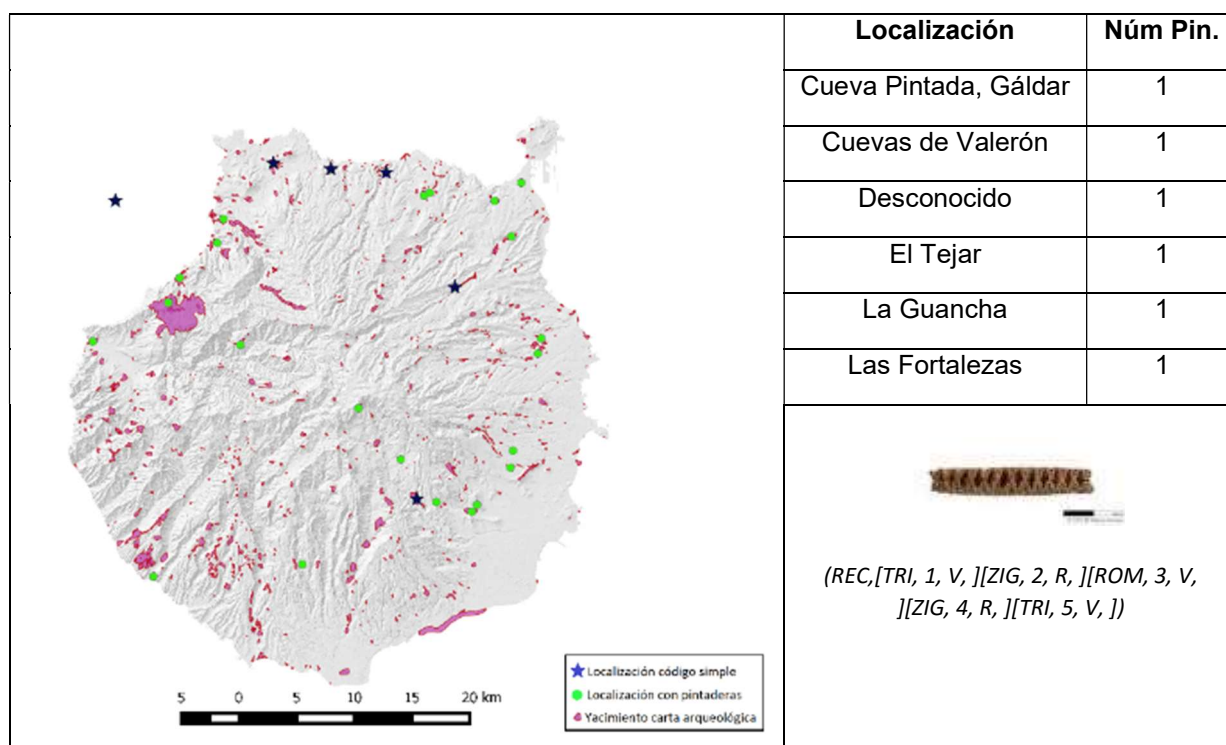 Localización Núm Pin.
Cueva Pintada, Gáldar 1
Cuevas de Valerón 1
Desconocido 1
El Tejar 1
La Guancha 1
Las Fortalezas 1
(REC,[TRI, 1, V, ][ZIG, 2, R, ][ROM, 3, V,
][ZIG, 4, R, ][TRI, 5, V, ])
Localización código simple
Localización con pintaderas
Yacimiento carta arqueológica
5 0 5 10 15 20 km